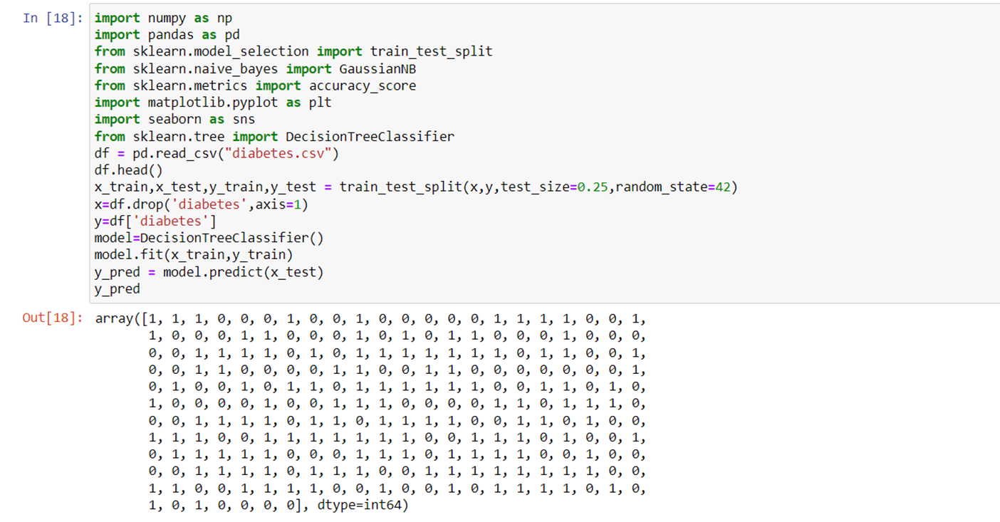 In [18]: import numpy as np
import pandas as pd
from sklearn.model_selection import train_test_split
from sklearn.naive_bayes import GaussianNB
from sklearn.metrics import accuracy_score
import matplotlib.pyplot as plt
import seaborn as sns
from sklearn.tree import DecisionTreeClassifier
df = pd.read_csv("diabetes.csv")
df.head()
x_train,x_test,y_train,y_test = train_test_split(x,y,test_size=0.25,random_state=42)
x=df.drop('diabetes',axis=1)
y=df['diabetes']
model=DecisionTreeClassifier()
model.fit(x_train,y_train)
y_pred = model.predict(x_test)
y_pred
Out[18]: array([1, 1, 1, 0, 0, 0, 1, 0, 0, 1, 0, 0, 0, 0, 0, 1, 1, 1, 1, 0, 0, 1,
1, 0, 0, 0, 1, 1, 0, 0, 0, 1, 0, 1, 0, 1, 1, 0, 0, 0, 1, 0, 0, 0,
0, 0, 1, 1, 1, 1, 0, 1, 0, 1, 1, 1, 1, 1, 1, 1, 0, 1, 1, 0, 0, 1,
0, 0, 1, 1, 0, 0, 0, 0, 1, 1, 0, 0, 1, 1, 0, 0, 0, 0, 0, 0, 0, 1,
0, 1, 0, 0, 1, 0, 1, 1, 0, 1, 1, 1, 1, 1, 1, 0, 0, 1, 1, 0, 1, 0,
1, 0, 0, 0, 0, 1, 0, 0, 1, 1, 1, 0, 0, 0, 0, 1, 1, 0, 1, 1, 1, 0,
0, 0, 1, 1, 1, 1, 0, 1, 1, 0, 1, 1, 1, 1, 0, 0, 1, 1, 0, 1, 0, 0,
1, 1, 1, 0, 0, 1, 1, 1, 1, 1, 1, 1, 0, 0, 1, 1, 1, 0, 1, 0, 0, 1,
0, 1, 1, 1, 1, 1, 0, 0, 0, 1, 1, 1, 0, 1, 1, 1, 1, 0, 0, 1, 0, 0,
0, 0, 1, 1, 1, 1, 0, 1, 1, 1, 0, 0, 1, 1, 1, 1, 1, 1, 1, 1, 0, 0,
1, 1, 0, 0, 1, 1, 1, 1, 0, 0, 1, 0, 0, 1, 0, 1, 1, 1, 1, 0, 1, 0,
1, 0, 1, 0, 0, 0, 0], dtype=int64)